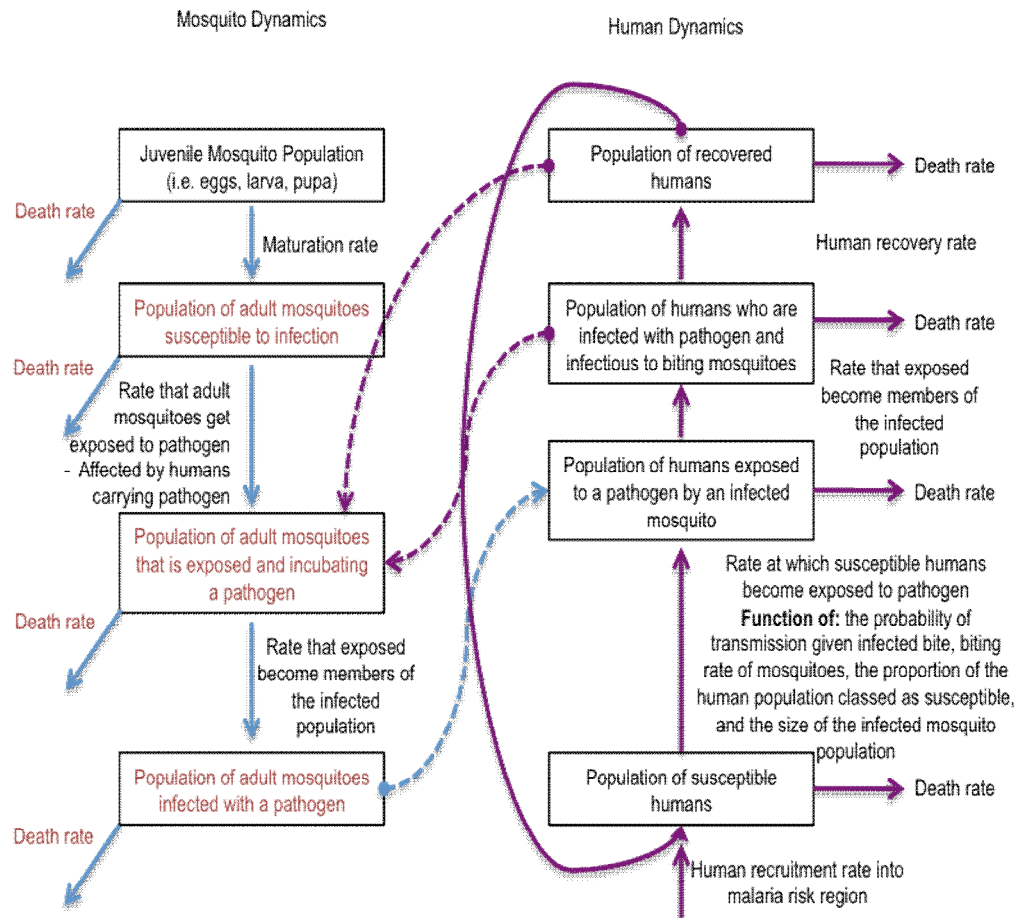 Mosquito Dynamics
Juvenile Mosquito Population
(i.e. eggs, larva, pupa)
Death rate
Maturation rate
Population of adult mosquitoes
susceptible to infection
Death rate
Rate that adult
mosquitoes get
exposed to pathogen
- Affected by humans
carrying pathogen
Population of adult mosquitoes
that is exposed and incubating
a pathogen
Death rate
Rate that exposed
become members of
the infected
population
Population of adult mosquitoes
infected with a pathogen
Death rate
Human Dynamics
Population of recovered
humans
Death rate
Human recovery rate
Population of humans who are
infected with pathogen and
infectious to biting mosquitoes
Death rate
Rate that exposed
become members of
the infected
population
Population of humans exposed
to a pathogen by an infected
mosquito
Death rate
Rate at which susceptible humans
become exposed to pathogen
Function of: the probability of
transmission given infected bite, biting
rate of mosquitoes, the proportion of the
human population classed as susceptible,
and the size of the infected mosquito
population
Population of susceptible
humans
Death rate
Human recruitment rate into
malaria risk region